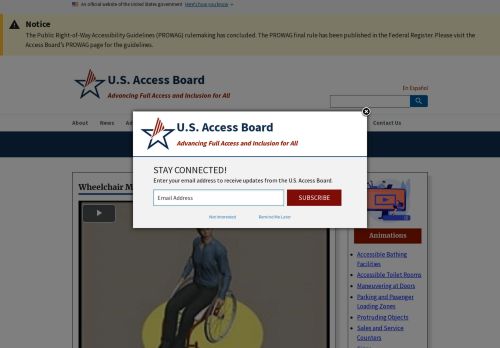 An official website of the United States government Here's how you know
Notice
The Public Right-of-Way Accessibility Guidelines (PROWAG) rulemaking has concluded. The PROWAG final rule has been published in the Federal Register. Please visit the
Access Board's PROWAG page for the guidelines.
U.S. Access Board
Advancing Full Access and Inclusion for All
En Español
About News Contact Us
U.S. Access Board
Advancing Full Access and Inclusion for All
STAY CONNECTED!
Enter your email address to receive updates from the U.S. Access Board.
Email Address
SUBSCRIBE
Not Interested Remind Me Later
Wheelchair
Animations
Accessible Bathing
Facilities
Accessible Toilet Rooms
Maneuvering at Doors
Parking and Passenger
Loading Zones
Protruding Objects
Sales and Service
Counters